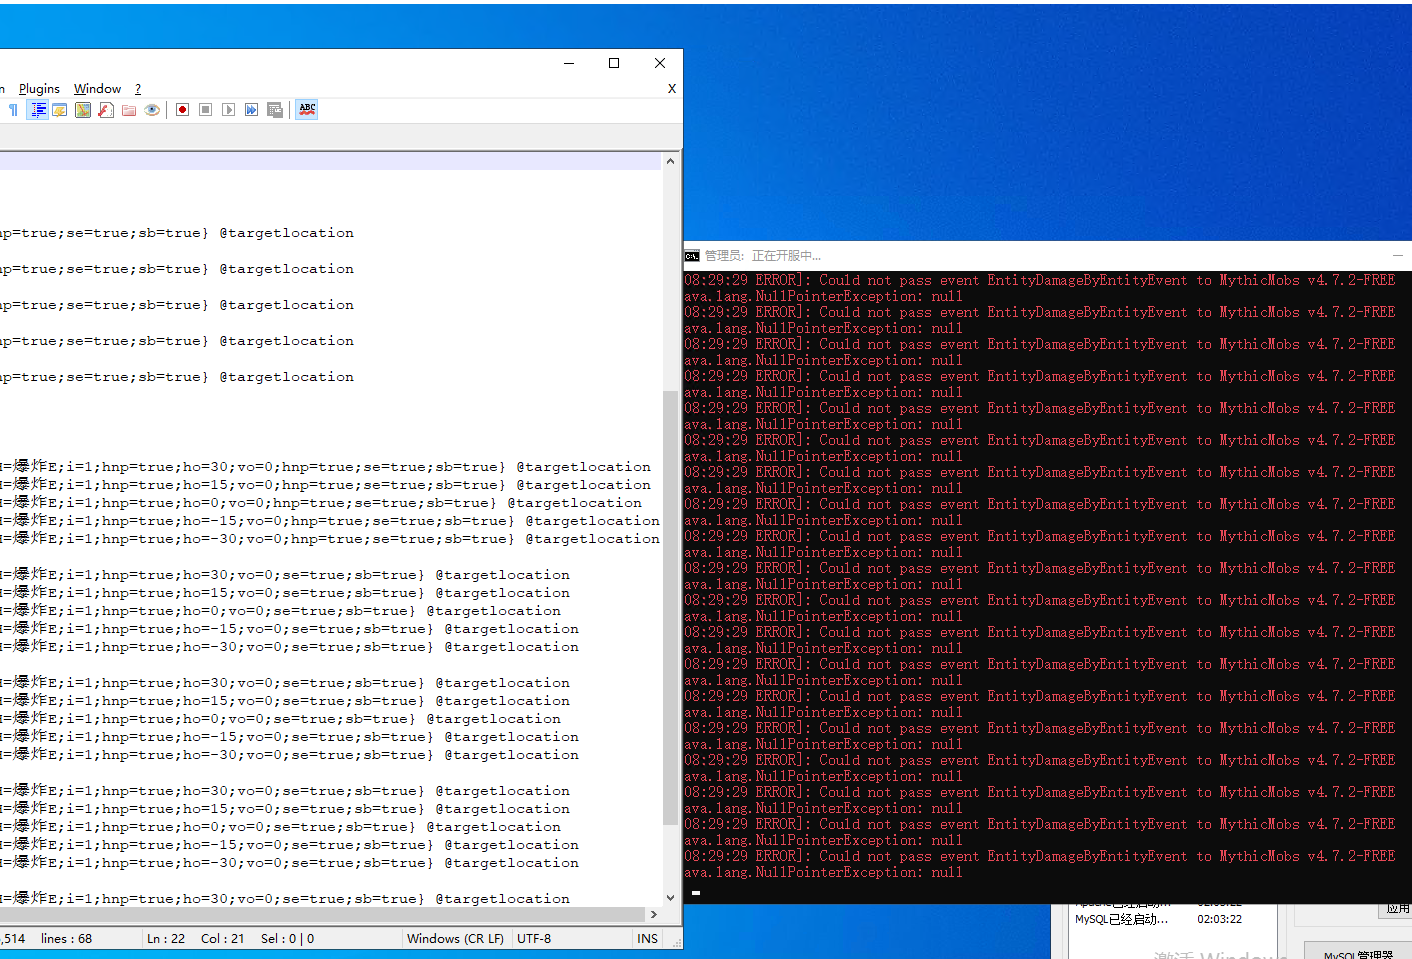 Plugins Window ?
X
ABC
np=true;se=true;sb=true} @targetlocation
np=true;se=true;sb=true} @targetlocation
np=true;se=true;sb=true} @targetlocation
np=true;se=true;sb=true} @targetlocation
np=true;se=true;sb=true} @targetlocation
=爆炸E;i=1;hnp=true;ho=30;vo=0;hnp=true;se=true;sb=true} @targetlocation
=爆炸E;i=1;hnp=true;ho=15;vo=0;hnp=true;se=true;sb=true} @targetlocation
=爆炸E;i=1;hnp=true;ho=0;vo=0;hnp=true;se=true;sb=true} @targetlocation
=爆炸E;i=1;hnp=true;ho=-15;vo=0;hnp=true;se=true;sb=true} @targetlocation
=爆炸E;i=1;hnp=true;ho=-30;vo=0;hnp=true;se=true;sb=true} @targetlocation
=爆炸E;i=1;hnp=true;ho=30;vo=0;se=true;sb=true} @targetlocation
=爆炸E;i=1;hnp=true;ho=15;vo=0;se=true;sb=true} @targetlocation
=爆炸E;i=1;hnp=true;ho=0;vo=0;se=true;sb=true} @targetlocation
=爆炸E;i=1;hnp=true;ho=-15;vo=0;se=true;sb=true} @targetlocation
=爆炸E;i=1;hnp=true;ho=-30;vo=0;se=true;sb=true} @targetlocation
=爆炸E;i=1;hnp=true;ho=30;vo=0;se=true;sb=true} @targetlocation
=爆炸E;i=1;hnp=true;ho=15;vo=0;se=true;sb=true} @targetlocation
=爆炸E;i=1;hnp=true;ho=0;vo=0;se=true;sb=true} @targetlocation
=爆炸E;i=1;hnp=true;ho=-15;vo=0;se=true;sb=true} @targetlocation
=爆炸E;i=1;hnp=true;ho=-30;vo=0;se=true;sb=true} @targetlocation
=爆炸E;i=1;hnp=true;ho=30;vo=0;se=true;sb=true} @targetlocation
=爆炸E;i=1;hnp=true;ho=15;vo=0;se=true;sb=true} @targetlocation
=爆炸E;i=1;hnp=true;ho=0;vo=0;se=true;sb=true} @targetlocation
=爆炸E;i=1;hnp=true;ho=-15;vo=0;se=true;sb=true} @targetlocation
=爆炸E;i=1;hnp=true;ho=-30;vo=0;se=true;sb=true} @targetlocation
=爆炸E;i=1;hnp=true;ho=30;vo=0;se=true;sb=true} @targetlocation
,514 lines : 68 Ln : 22 Col : 21 Sel : 0 | 0 Windows (CR LF) UTF-8 INS
管理员: 正在开服中...
08:29:29 ERROR]: Could not pass event EntityDamageByEntityEvent to MythicMobs v4.7.2-FREE
ava.lang.NullPointerException: null
08:29:29 ERROR]: Could not pass event EntityDamageByEntityEvent to MythicMobs v4.7.2-FREE
ava.lang.NullPointerException: null
08:29:29 ERROR]: Could not pass event EntityDamageByEntityEvent to MythicMobs v4.7.2-FREE
ava.lang.NullPointerException: null
08:29:29 ERROR]: Could not pass event EntityDamageByEntityEvent to MythicMobs v4.7.2-FREE
ava.lang.NullPointerException: null
08:29:29 ERROR]: Could not pass event EntityDamageByEntityEvent to MythicMobs v4.7.2-FREE
ava.lang.NullPointerException: null
08:29:29 ERROR]: Could not pass event EntityDamageByEntityEvent to MythicMobs v4.7.2-FREE
ava.lang.NullPointerException: null
08:29:29 ERROR]: Could not pass event EntityDamageByEntityEvent to MythicMobs v4.7.2-FREE
ava.lang.NullPointerException: null
08:29:29 ERROR]: Could not pass event EntityDamageByEntityEvent to MythicMobs v4.7.2-FREE
ava.lang.NullPointerException: null
08:29:29 ERROR]: Could not pass event EntityDamageByEntityEvent to MythicMobs v4.7.2-FREE
ava.lang.NullPointerException: null
08:29:29 ERROR]: Could not pass event EntityDamageByEntityEvent to MythicMobs v4.7.2-FREE
ava.lang.NullPointerException: null
08:29:29 ERROR]: Could not pass event EntityDamageByEntityEvent to MythicMobs v4.7.2-FREE
ava.lang.NullPointerException: null
08:29:29 ERROR]: Could not pass event EntityDamageByEntityEvent to MythicMobs v4.7.2-FREE
ava.lang.NullPointerException: null
08:29:29 ERROR]: Could not pass event EntityDamageByEntityEvent to MythicMobs v4.7.2-FREE
ava.lang.NullPointerException: null
08:29:29 ERROR]: Could not pass event EntityDamageByEntityEvent to MythicMobs v4.7.2-FREE
ava.lang.NullPointerException: null
08:29:29 ERROR]: Could not pass event EntityDamageByEntityEvent to MythicMobs v4.7.2-FREE
ava.lang.NullPointerException: null
08:29:29 ERROR]: Could not pass event EntityDamageByEntityEvent to MythicMobs v4.7.2-FREE
ava.lang.NullPointerException: null
08:29:29 ERROR]: Could not pass event EntityDamageByEntityEvent to MythicMobs v4.7.2-FREE
ava.lang.NullPointerException: null
08:29:29 ERROR]: Could not pass event EntityDamageByEntityEvent to MythicMobs v4.7.2-FREE
ava.lang.NullPointerException: null
08:29:29 ERROR]: Could not pass event EntityDamageByEntityEvent to MythicMobs v4.7.2-FREE
ava.lang.NullPointerException: null
MySQL已经启动... 02:03:22
应用
MySQL管理器